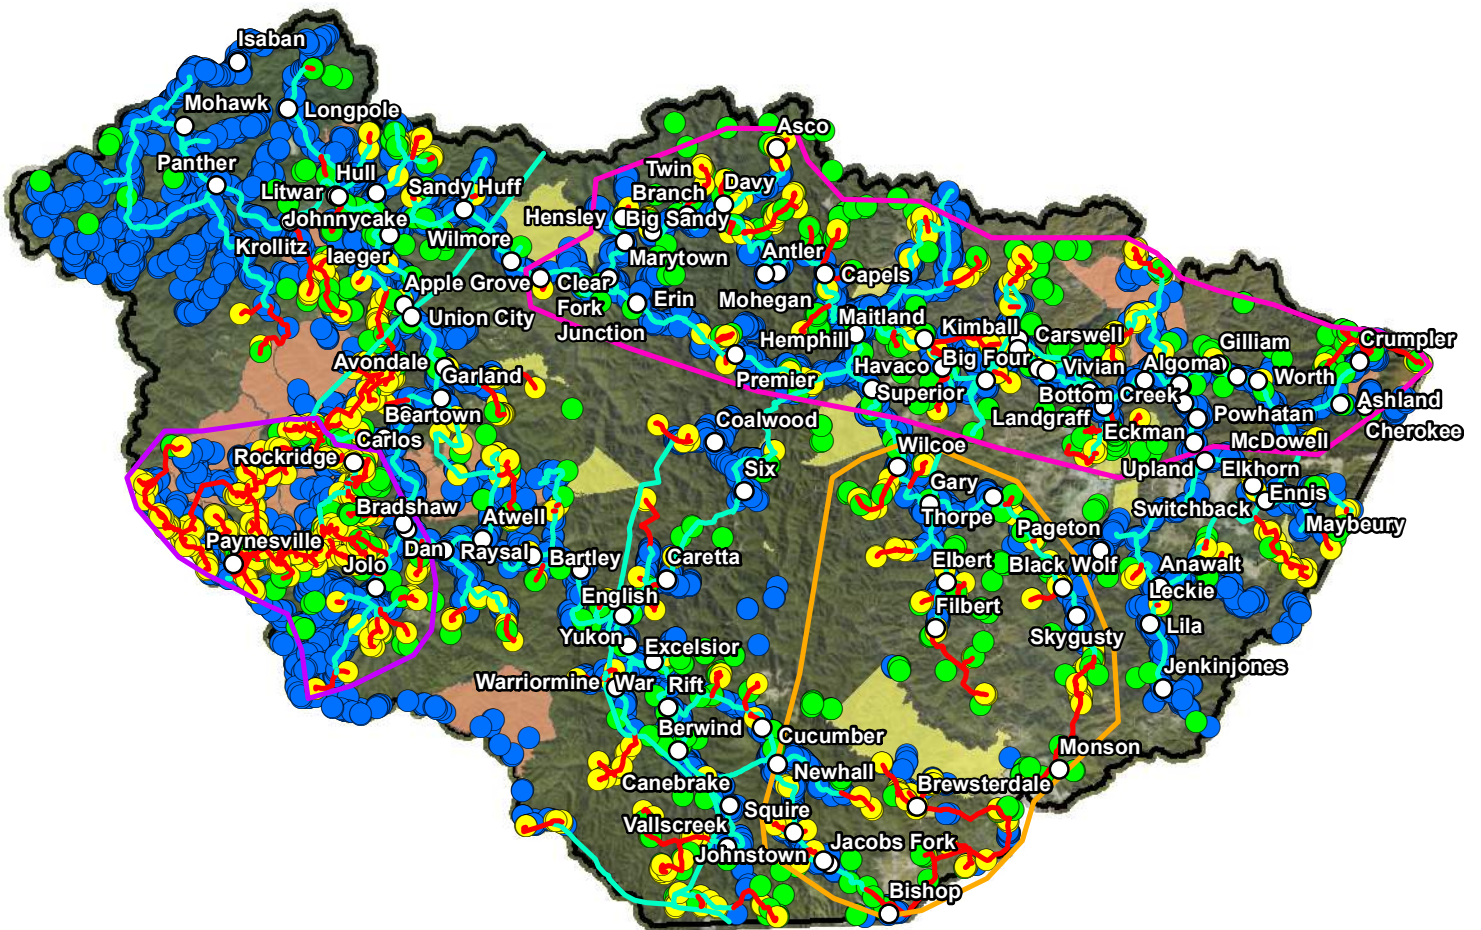 Isaban
Mohawk
Longpole
Asco
Panther
Hull
Twin
Branch
Davy
Litwar
Sandy Huff
Hensley
Big Sandy
Johnnycake
Krollitz
Wilmore
Iaeger
Marytown
Antler
Capels
Apple Grove
Clear
Fork
Junction
Erin
Mohegan
Union City
Maitland
Hemphill
Kimball
Carswell
Gilliam
Crumpler
Avondale
Garland
Premier
Havaco
Big Four
Vivian
Algoma
Worth
Superior
Bottom Creek
Landgraff
Powhatan
Ashland
Beartown
Coalwood
Eckman
McDowell
Cherokee
Carlos
Rockridge
Wilcoe
Upland
Elkhorn
Six
Gary
Ennis
Bradshaw
Atwell
Thorpe
Switchback
Maybeury
Pageton
Paynesville
Dan
Raysal
Bartley
Caretta
Jolo
Elbert
Black Wolf
Anawalt
Leckie
English
Filbert
Yukon
Skygusty
Lila
Excelsior
Jenkinjones
Warriormine
War
Rift
Berwind
Cucumber
Monson
Newhall
Canebrake
Brewsterdale
Squire
Vallscreek
Johnstown
Jacobs Fork
Bishop